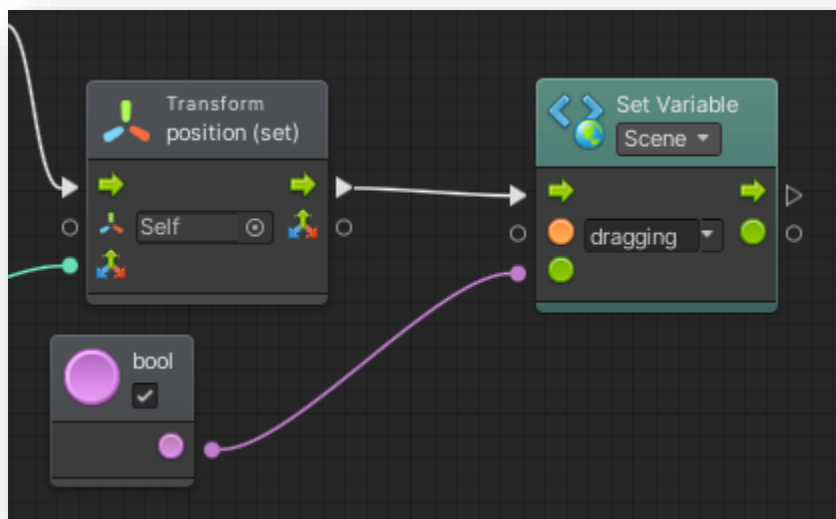 Transform
position (set)
Self
Set Variable
Scene
dragging
bool